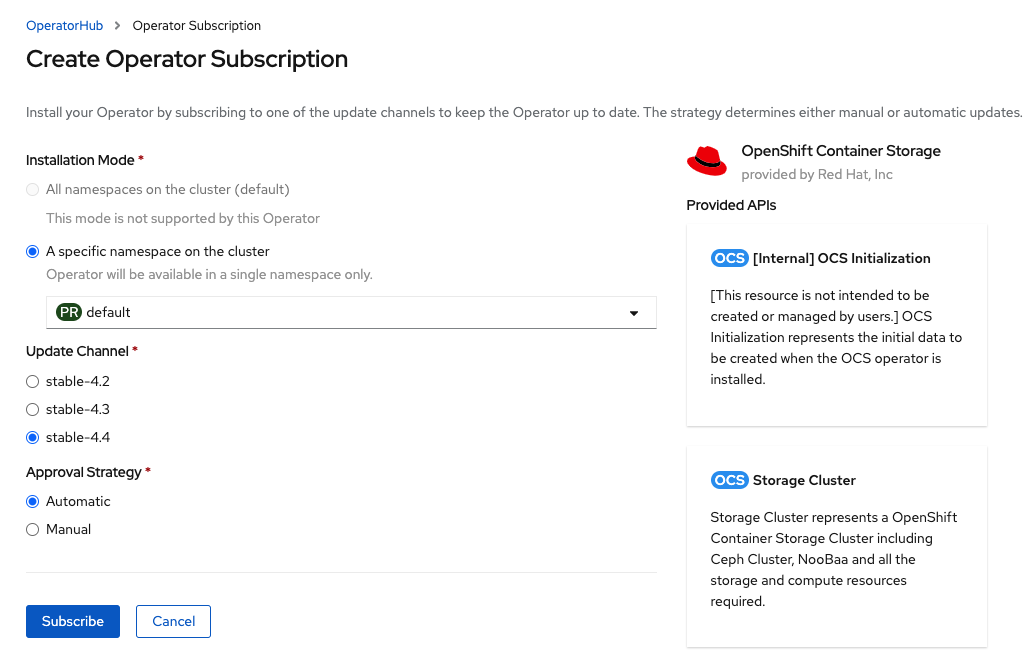 OperatorHub > Operator Subscription
Create Operator Subscription
Install your Operator by subscribing to one of the update channels to keep the Operator up to date. The strategy determines either manual or automatic updates.
Installation Mode *
All namespaces on the cluster (default)
This mode is not supported by this Operator
A specific namespace on the cluster
Operator will be available in a single namespace only.
PR default
Update Channel *
stable-4.2
stable-4.3
stable-4.4
Approval Strategy *
Automatic
Manual
Subscribe
Cancel
OpenShift Container Storage
provided by Red Hat, Inc
Provided APIs
OCS [Internal] OCS Initialization
[This resource is not intended to be
created or managed by users.] OCS
Initialization represents the initial data to
be created when the OCS operator is
installed.
OCS Storage Cluster
Storage Cluster represents a OpenShift
Container Storage Cluster including
Ceph Cluster, NooBaa and all the
storage and compute resources
required.